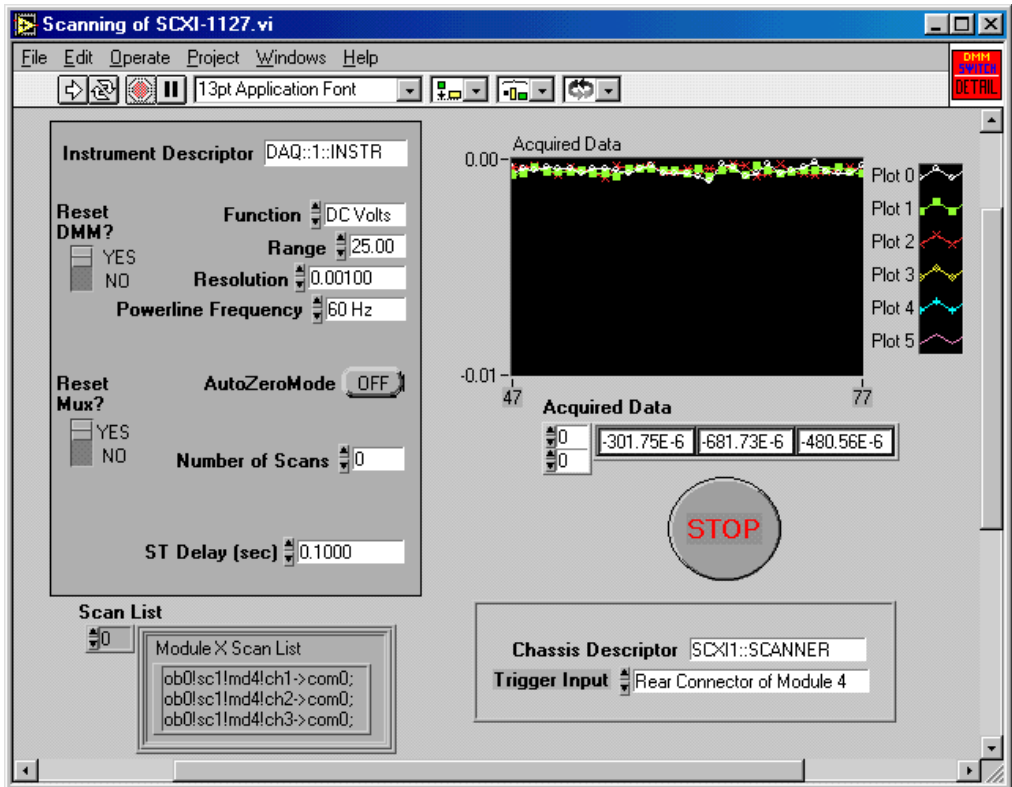 Scanning of SCXI-1127.vi
File Edit Operate Project Windows Help
DMM
SWITCH
DETAIL
13pt Application Font
Instrument Descriptor DAQ::1::INSTR
Reset
DMM?
YES
NO
Function DC Volts
Range 25.00
Resolution 0.00100
Powerline Frequency 60 Hz
Reset
Mux?
YES
NO
AutoZeroMode OFF
Number of Scans 0
ST Delay (sec) 0.1000
Acquired Data
0.00
-0.01
47
77
Plot 0
Plot 1
Plot 2
Plot 3
Plot 4
Plot 5
Acquired Data
0
0
-301.75E-6 -681.73E-6 -480.56E-6
STOP
Scan List
0
Module X Scan List
ob0!sc1!md4!ch1->com0;
ob0!sc1!md4!ch2->com0;
ob0!sc1!md4!ch3->com0;
Chassis Descriptor SCXI1::SCANNER
Trigger Input Rear Connector of Module 4